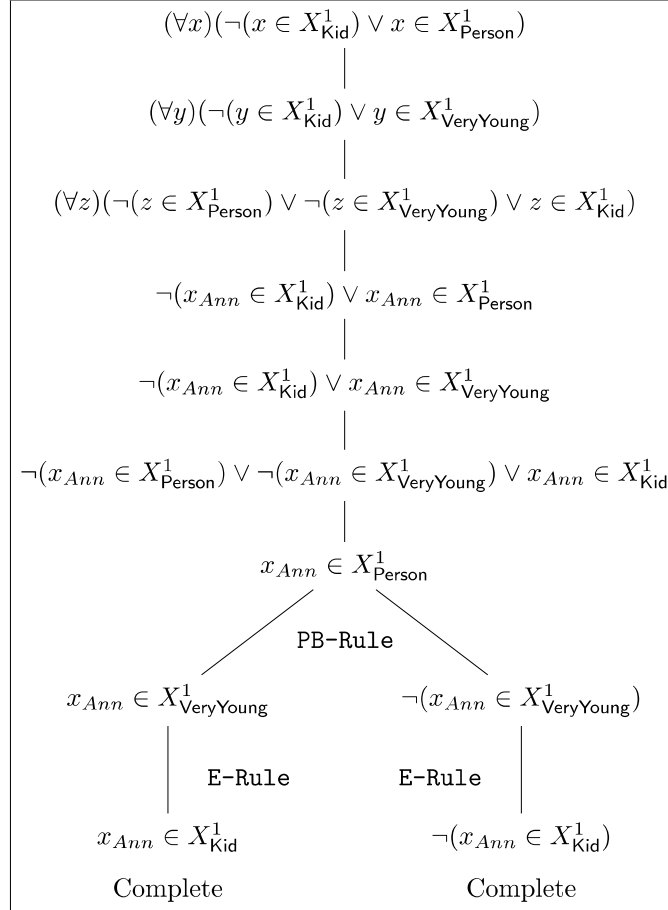 (∀x)(¬(x ∈ X¹_Kid) ∨ x ∈ X¹_Person)
(∀y)(¬(y ∈ X¹_Kid) ∨ y ∈ X¹_VeryYoung)
(∀z)(¬(z ∈ X¹_Person) ∨ ¬(z ∈ X¹_VeryYoung) ∨ z ∈ X¹_Kid)
¬(x_Ann ∈ X¹_Kid) ∨ x_Ann ∈ X¹_Person
¬(x_Ann ∈ X¹_Kid) ∨ x_Ann ∈ X¹_VeryYoung
¬(x_Ann ∈ X¹_Person) ∨ ¬(x_Ann ∈ X¹_VeryYoung) ∨ x_Ann ∈ X¹_Kid
x_Ann ∈ X¹_Person
PB-Rule
x_Ann ∈ X¹_VeryYoung ¬(x_Ann ∈ X¹_VeryYoung)
E-Rule E-Rule
x_Ann ∈ X¹_Kid ¬(x_Ann ∈ X¹_Kid)
Complete Complete